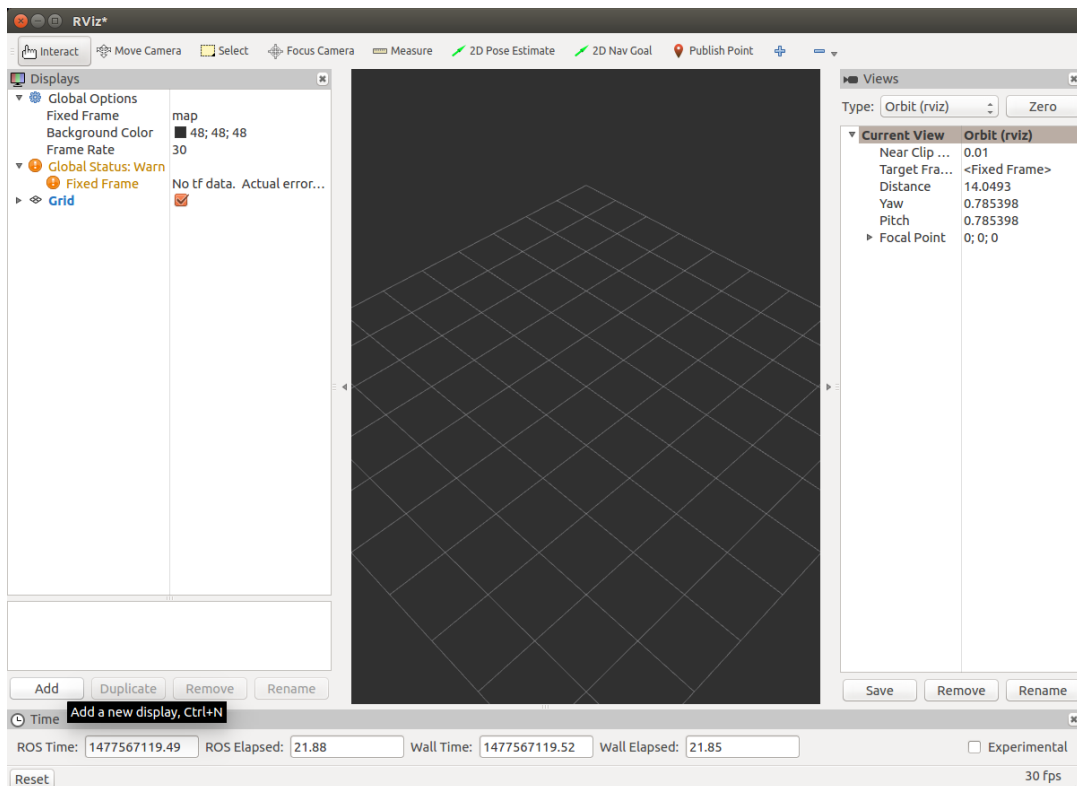 RViz*
Interact Move Camera Select Focus Camera Measure 2D Pose Estimate 2D Nav Goal Publish Point
Displays
Global Options
Fixed Frame map
Background Color 48; 48; 48
Frame Rate 30
Global Status: Warn
Fixed Frame No tf data.  Actual error...
Grid
Add Duplicate Remove Rename
Add a new display, Ctrl+N
Views
Type: Orbit (rviz) Zero
Current View Orbit (rviz)
Near Clip ... 0.01
Target Fra... <Fixed Frame>
Distance 14.0493
Yaw 0.785398
Pitch 0.785398
Focal Point 0; 0; 0
Save Remove Rename
Time
ROS Time: 1477567119.49 ROS Elapsed: 21.88 Wall Time: 1477567119.52 Wall Elapsed: 21.85 Experimental
Reset 30 fps